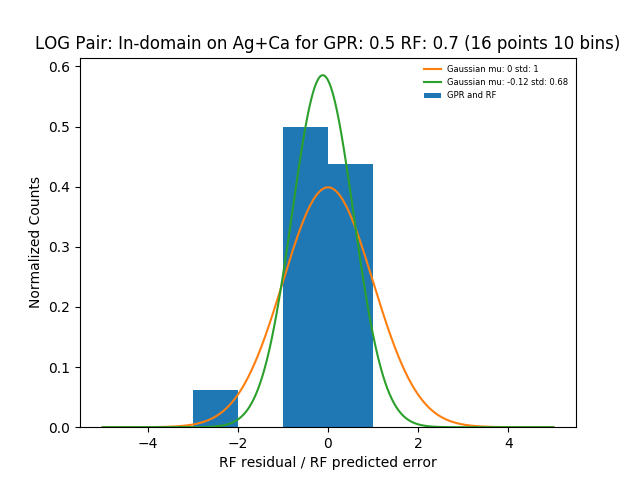 LOG Pair: In-domain on Ag+Ca for GPR: 0.5 RF: 0.7 (16 points 10 bins)
Gaussian mu: 0 std: 1
Gaussian mu: -0.12 std: 0.68
GPR and RF
Normalized Counts
0.6
0.5
0.4
0.3
0.2
0.1
0.0
−4 −2 0 2 4
RF residual / RF predicted error